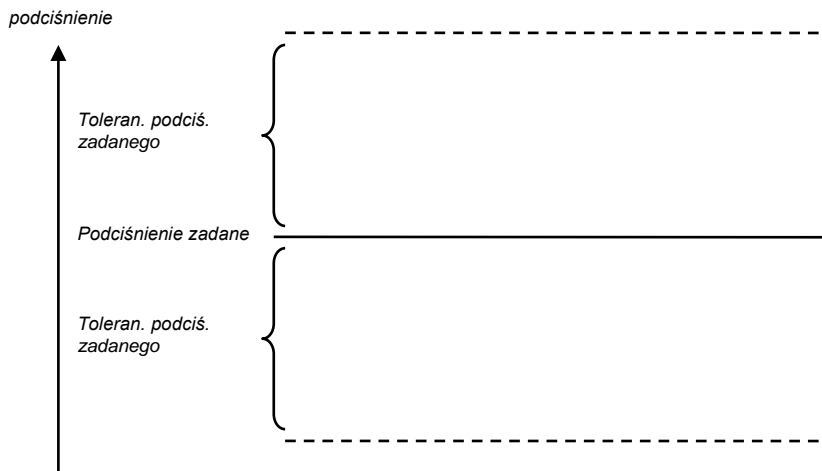 podciśnienie
Toleran. podciś.
zadanego
Podciśnienie zadane
Toleran. podciś.
zadanego